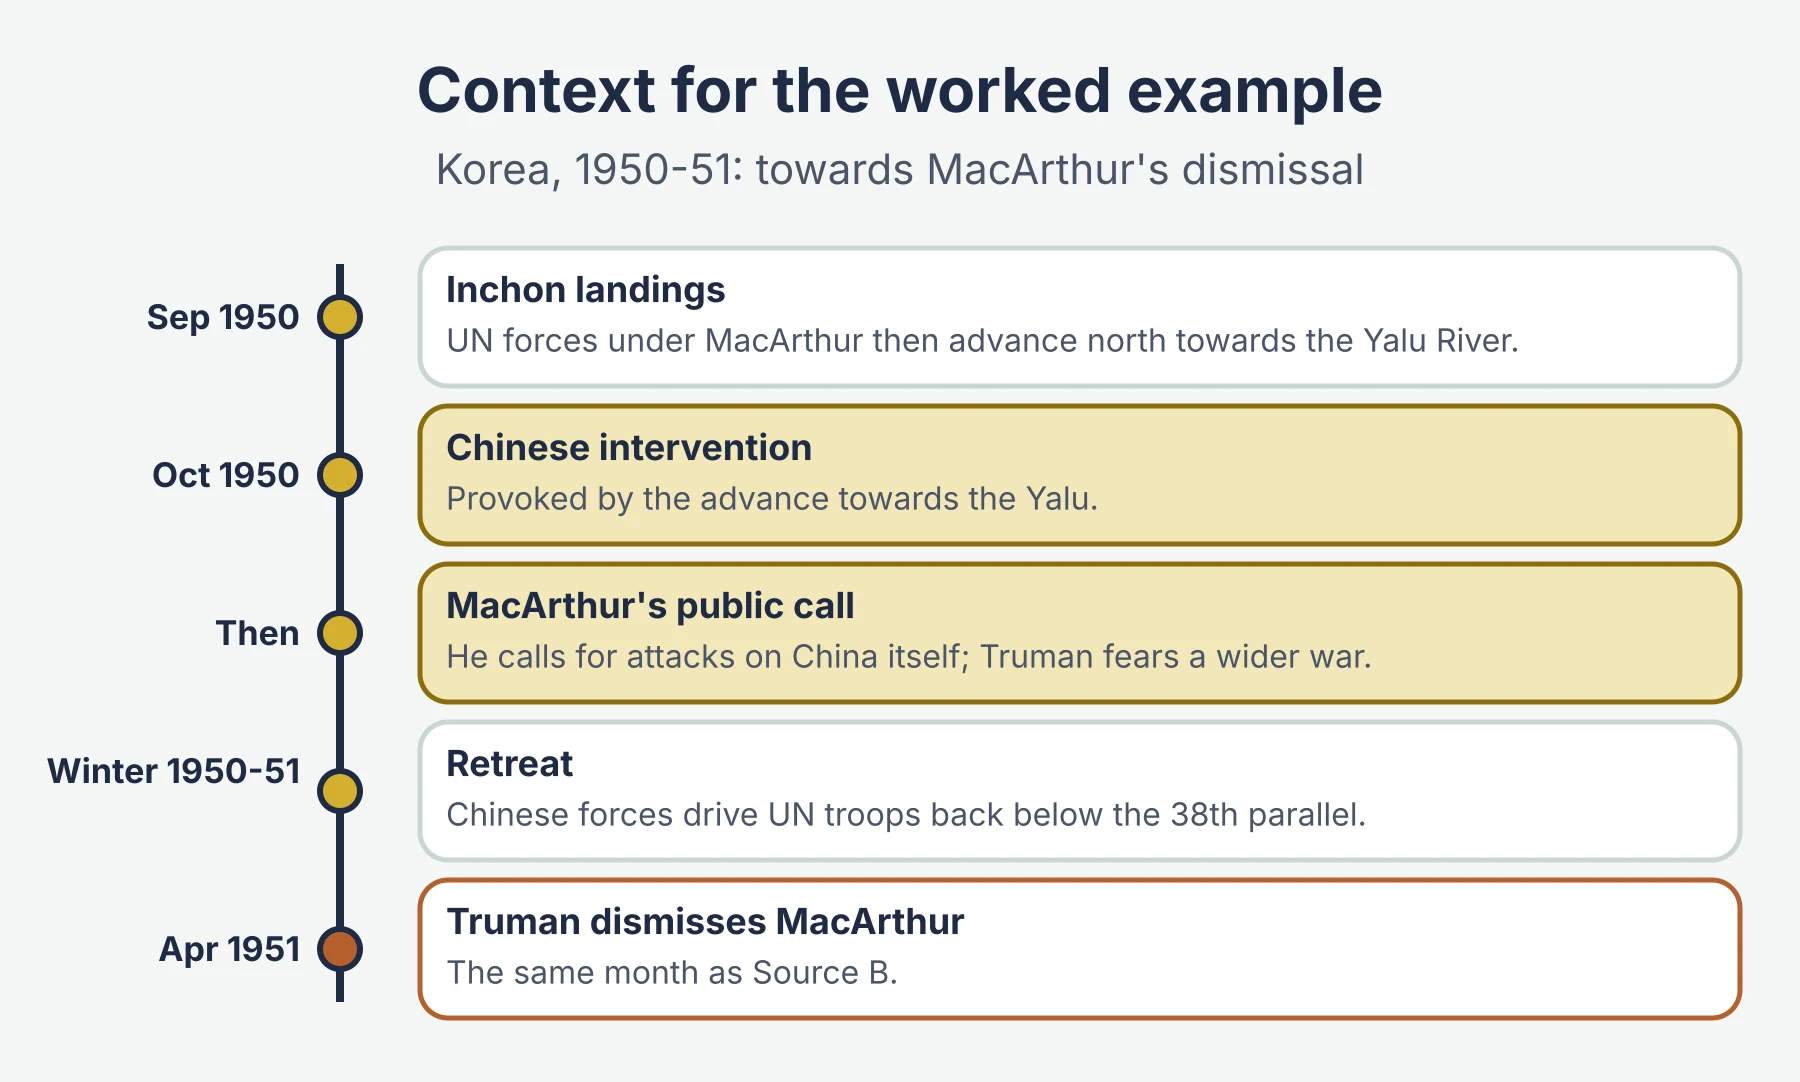 Context for the worked example
Korea, 1950-51: towards MacArthur's dismissal
Sep 1950
Inchon landings
UN forces under MacArthur then advance north towards the Yalu River.
Oct 1950
Chinese intervention
Provoked by the advance towards the Yalu.
Then
MacArthur's public call
He calls for attacks on China itself; Truman fears a wider war.
Winter 1950-51
Retreat
Chinese forces drive UN troops back below the 38th parallel.
Apr 1951
Truman dismisses MacArthur
The same month as Source B.